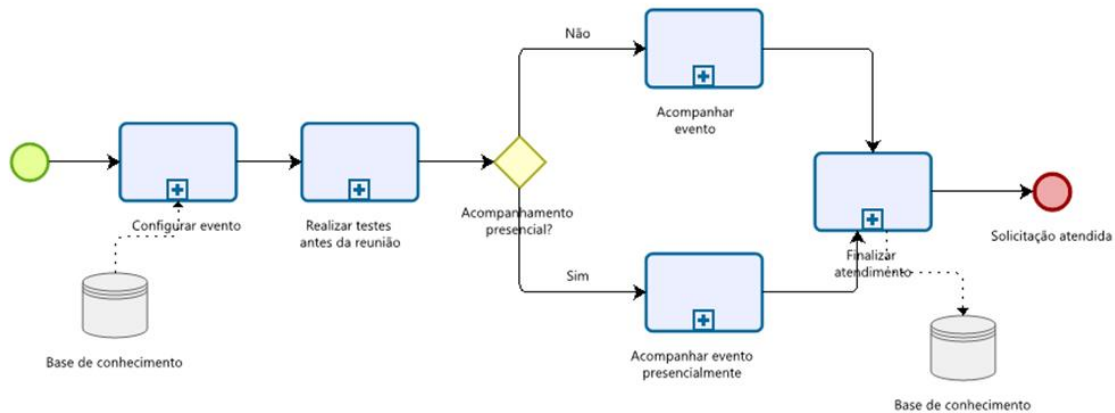 Não
Acompanhar
evento
Configurar evento
Realizar testes
antes da reunião
Acompanhamento
presencial?
Solicitação atendida
Finalizar
atendimento
Sim
Base de conhecimento
Acompanhar evento
presencialmente
Base de conhecimento